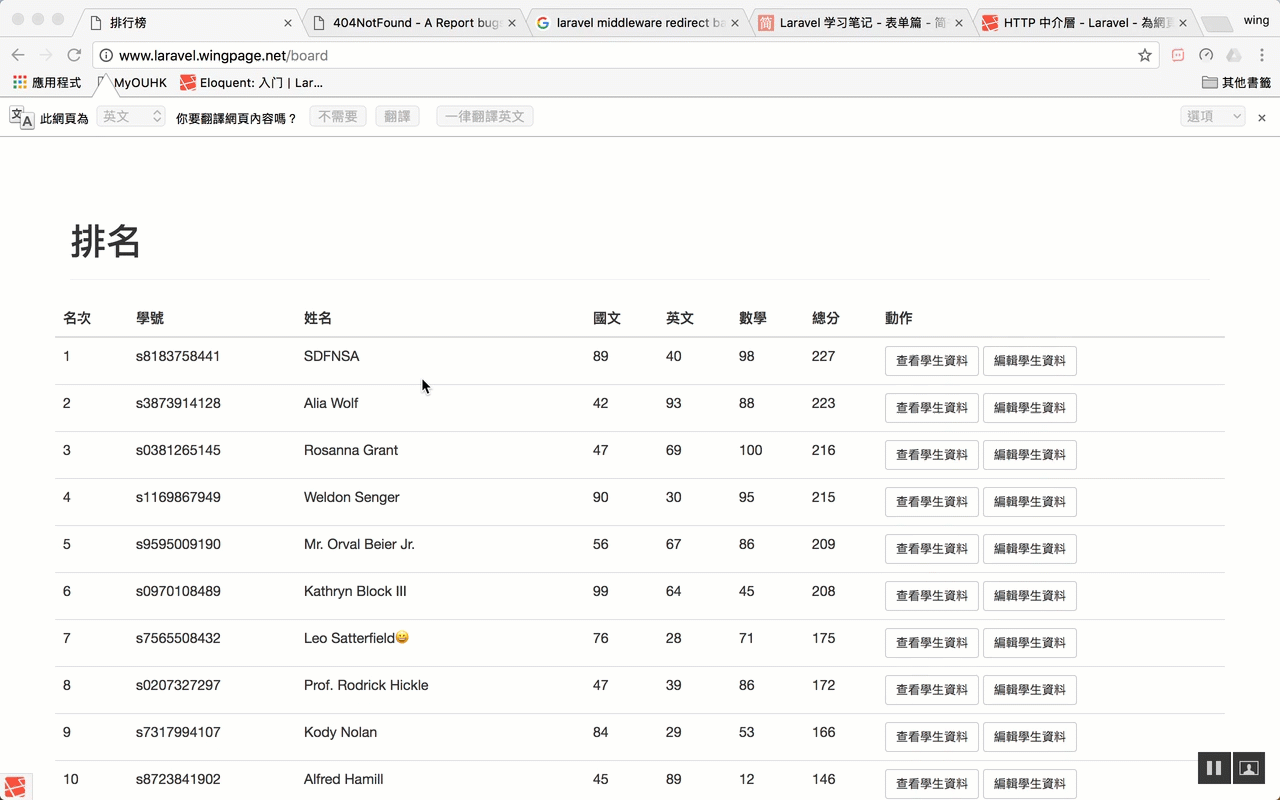 排行榜 404NotFound - A Report bugs laravel middleware redirect ba Laravel 学习笔记 - 表单篇 - 简 HTTP 中介層 - Laravel - 為網頁 wing
www.laravel.wingpage.net/board
應用程式 MyOUHK Eloquent: 入门 | Lar... 其他書籤
此網頁為 英文 你要翻譯網頁內容嗎？ 不需要 翻譯 一律翻譯英文 選項
排名
名次 學號 姓名 國文 英文 數學 總分 動作
1 s8183758441 SDFNSA 89 40 98 227 查看學生資料 編輯學生資料
2 s3873914128 Alia Wolf 42 93 88 223 查看學生資料 編輯學生資料
3 s0381265145 Rosanna Grant 47 69 100 216 查看學生資料 編輯學生資料
4 s1169867949 Weldon Senger 90 30 95 215 查看學生資料 編輯學生資料
5 s9595009190 Mr. Orval Beier Jr. 56 67 86 209 查看學生資料 編輯學生資料
6 s0970108489 Kathryn Block III 99 64 45 208 查看學生資料 編輯學生資料
7 s7565508432 Leo Satterfield😀 76 28 71 175 查看學生資料 編輯學生資料
8 s0207327297 Prof. Rodrick Hickle 47 39 86 172 查看學生資料 編輯學生資料
9 s7317994107 Kody Nolan 84 29 53 166 查看學生資料 編輯學生資料
10 s8723841902 Alfred Hamill 45 89 12 146 查看學生資料 編輯學生資料